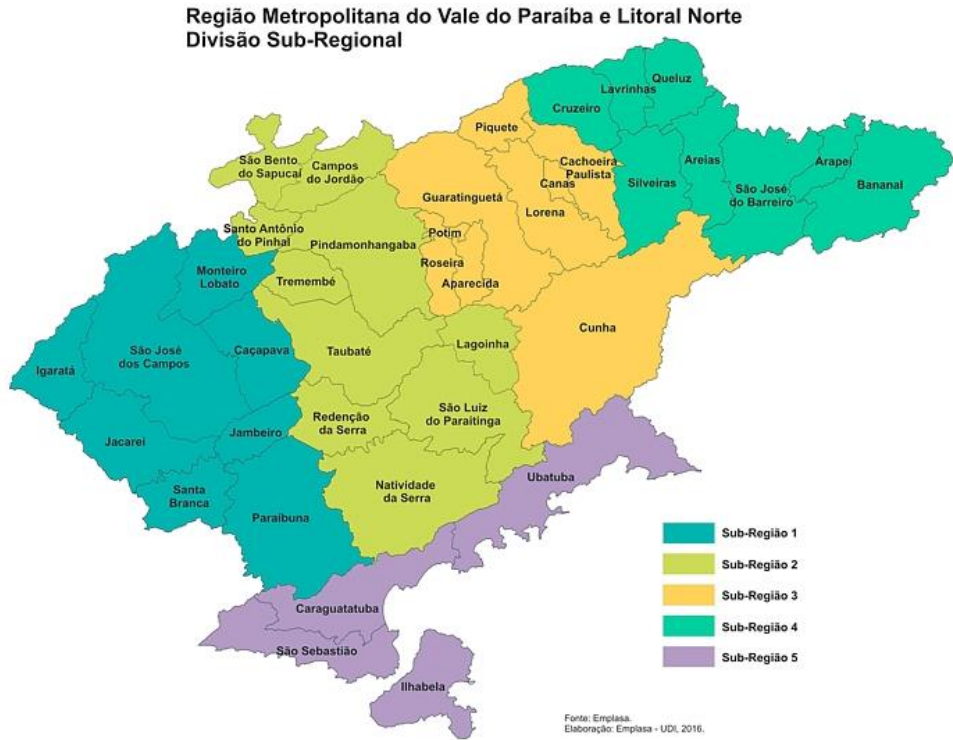 Região Metropolitana do Vale do Paraíba e Litoral Norte
Divisão Sub-Regional
Queluz
Lavrinhas
Cruzeiro
Piquete
São Bento
do Sapucaí
Campos
do Jordão
Cachoeira
Paulista
Canas
Silveiras
Areias
São José
do Barreiro
Arapeí
Bananal
Guaratinguetá
Lorena
Santo Antônio
do Pinhal
Pindamonhangaba
Potim
Roseira
Aparecida
Monteiro
Lobato
Tremembé
Cunha
Igaratá
São José
dos Campos
Caçapava
Taubaté
Lagoinha
Redenção
da Serra
São Luiz
do Paraitinga
Jacareí
Jambeiro
Santa
Branca
Paraibuna
Natividade
da Serra
Ubatuba
Caraguatatuba
São Sebastião
Ilhabela
Sub-Região 1
Sub-Região 2
Sub-Região 3
Sub-Região 4
Sub-Região 5
Fonte: Emplasa.
Elaboração: Emplasa - UDI, 2016.